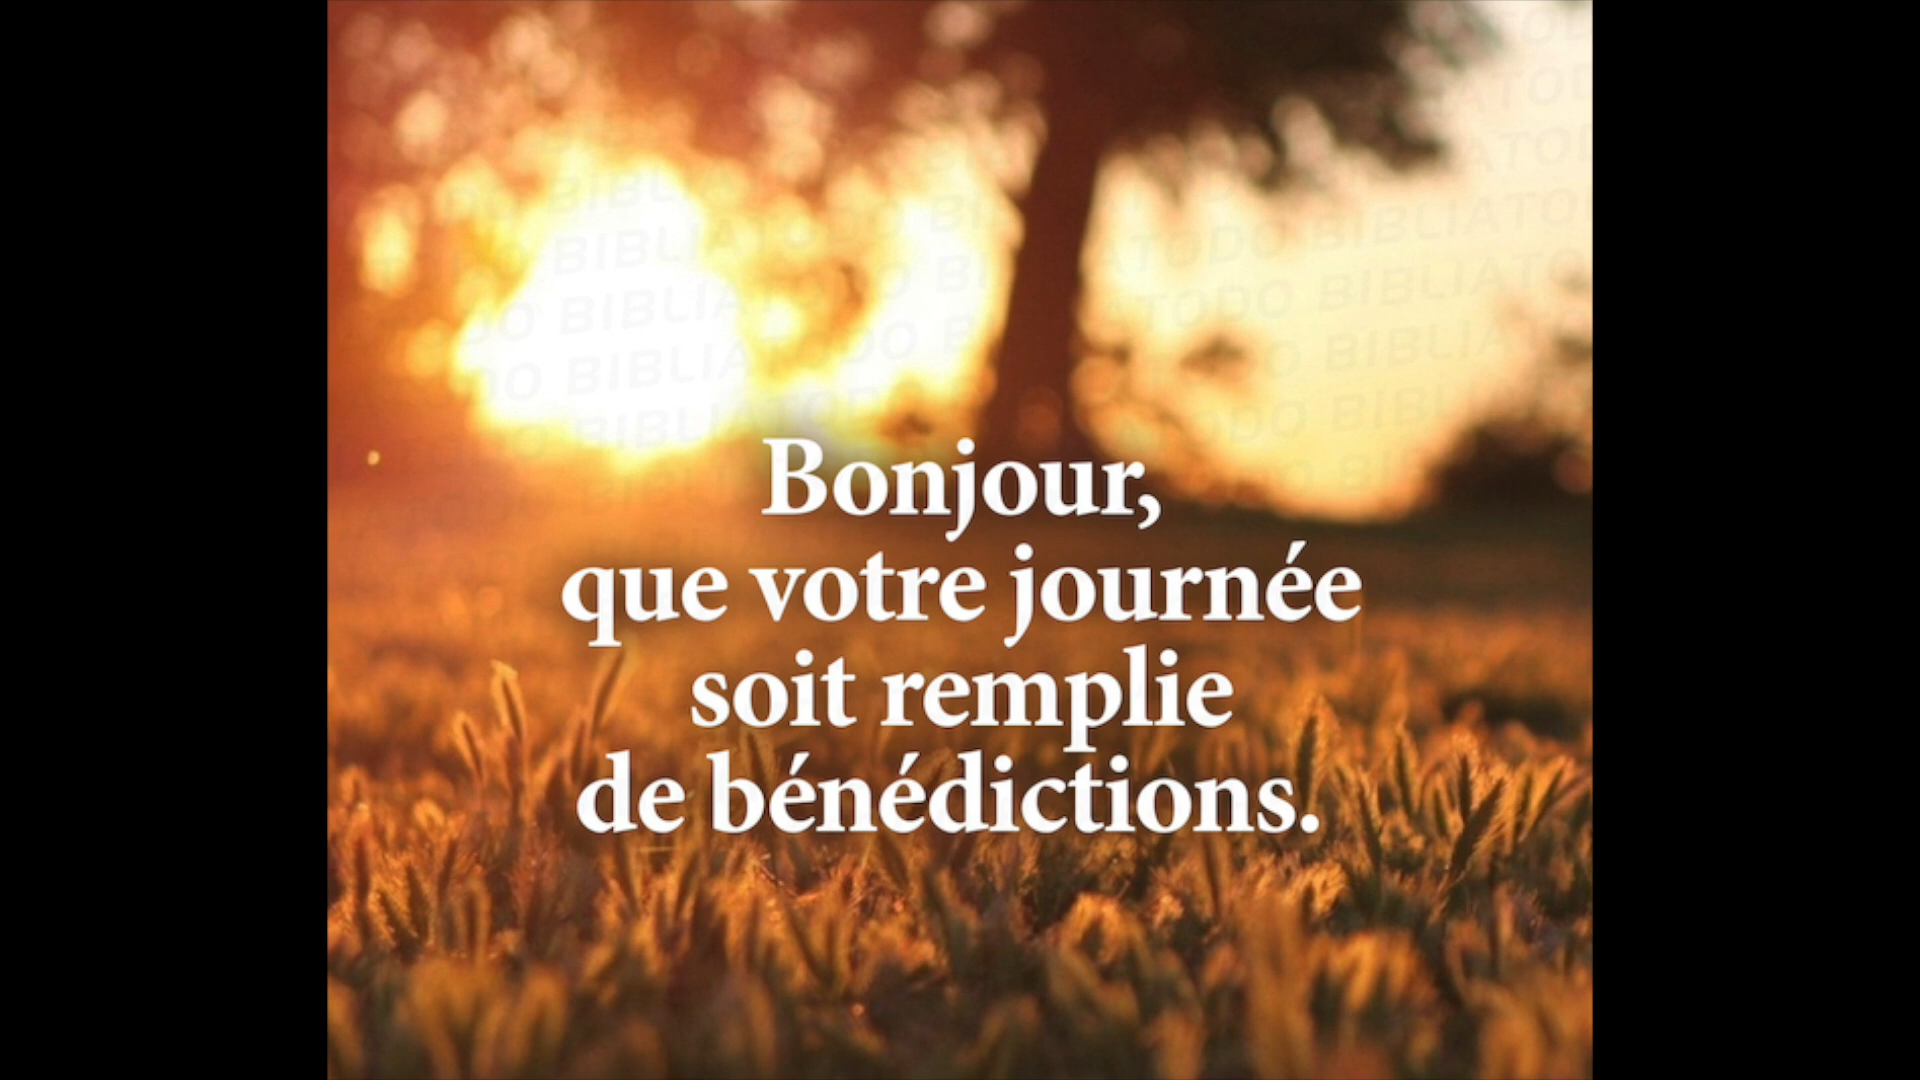 Bonjour,
que votre journée
soit remplie
de bénédictions.